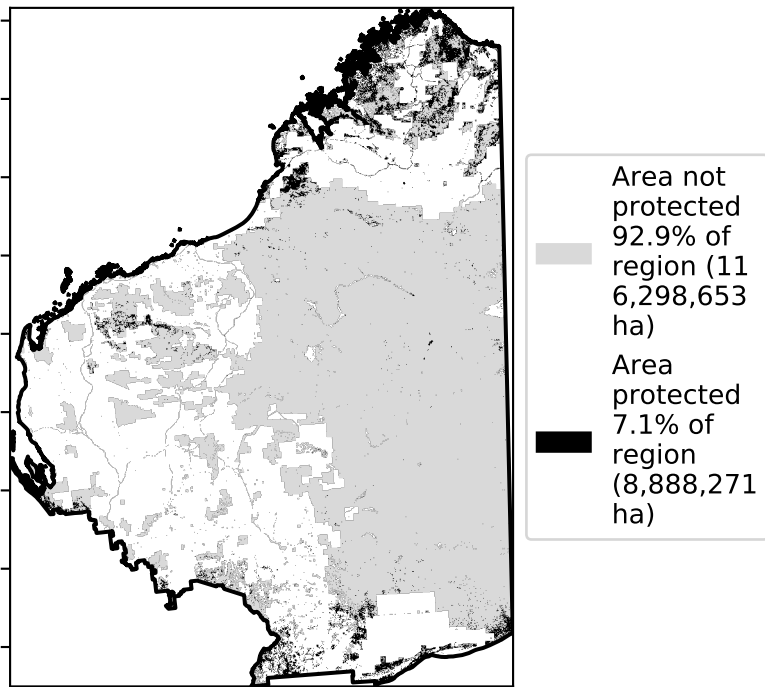 Area not
protected
92.9% of
region (11
6,298,653
ha)
Area
protected
7.1% of
region
(8,888,271
ha)